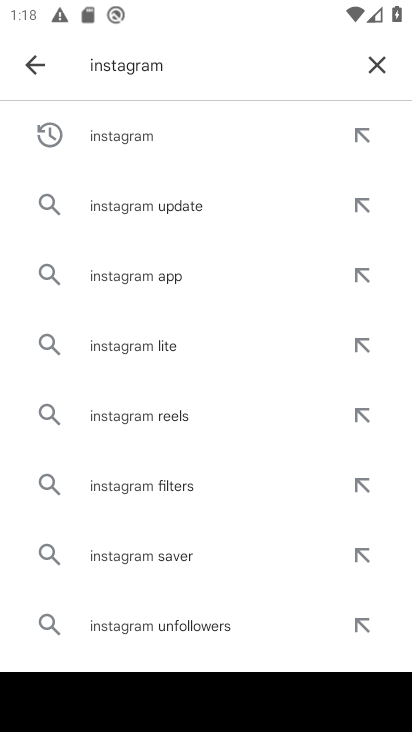 1:18
instagram
instagram
instagram update
instagram app
instagram lite
instagram reels
instagram filters
instagram saver
instagram unfollowers